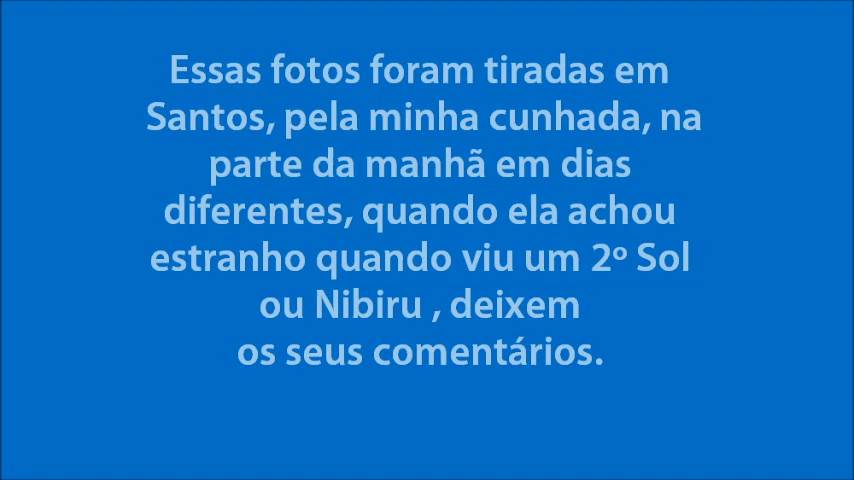 Essas fotos foram tiradas em
Santos, pela minha cunhada, na
parte da manhã em dias
diferentes, quando ela achou
estranho quando viu um 2º Sol
ou Nibiru , deixem
os seus comentários.